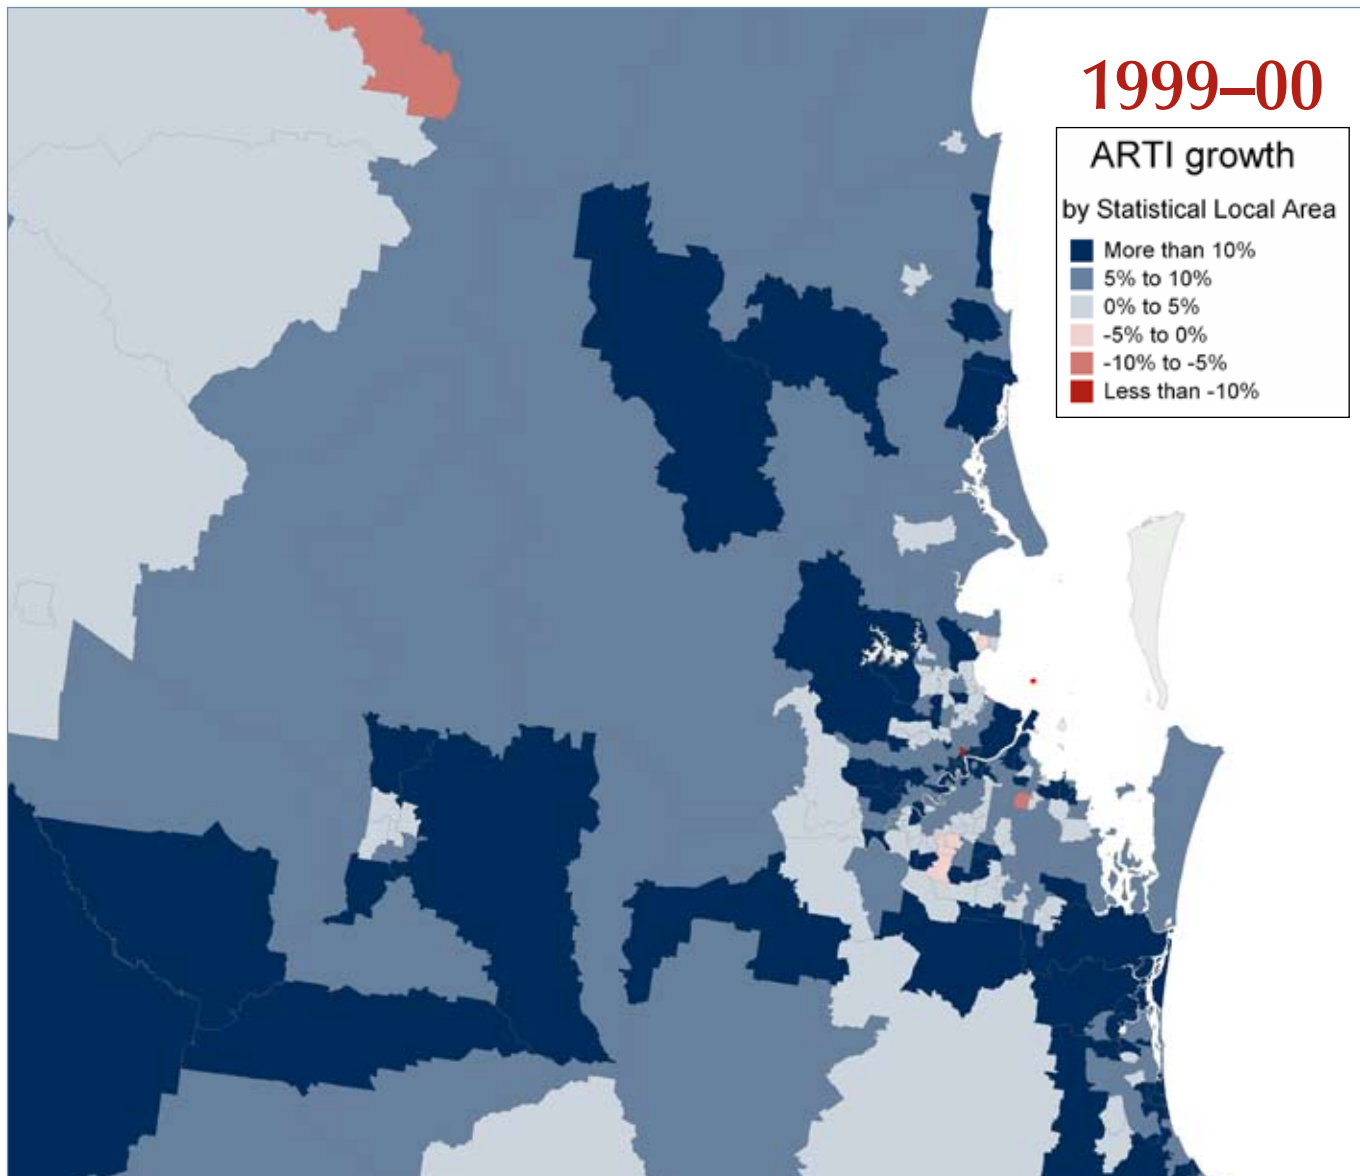 1999–00
ARTI growth
by Statistical Local Area
More than 10%
5% to 10%
0% to 5%
-5% to 0%
-10% to -5%
Less than -10%